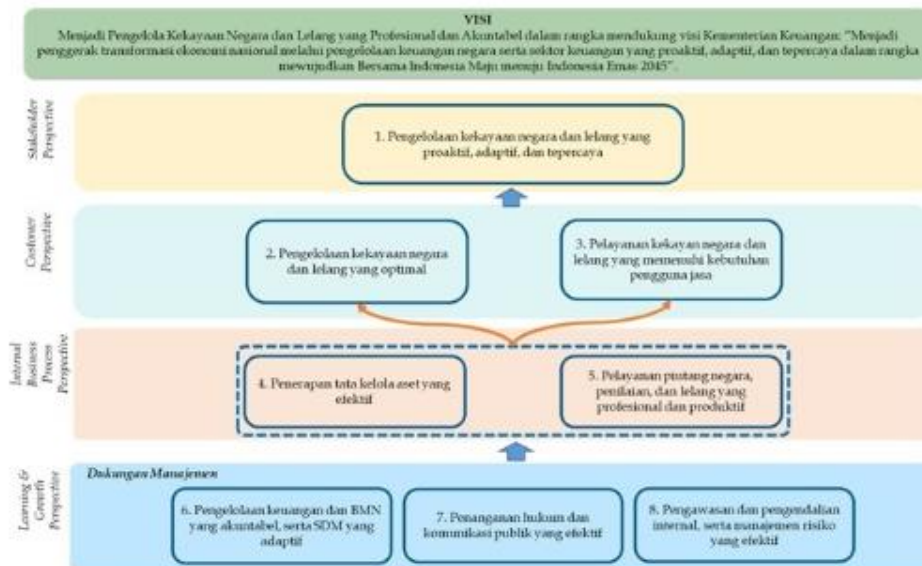 VISI
Menjadi Pengelola Kekayaan Negara dan Lelang yang Profesional dan Akuntabel dalam rangka mendukung visi Kementerian Keuangan: "Menjadi
penggerak transformasi ekonomi nasional melalui pengelolaan keuangan negara serta sektor keuangan yang proaktif, adaptif, dan tepercaya dalam rangka
mewujudkan Bersama Indonesia Maju menuju Indonesia Emas 2045".
Stakeholder
Perspective
1. Pengelolaan kekayaan negara dan lelang yang
proaktif, adaptif, dan tepercaya
Customer
Perspective
2. Pengelolaan kekayaan negara
dan lelang yang optimal
3. Pelayanan kekayan negara dan
lelang yang memenuhi kebutuhan
pengguna jasa
Internal
Business
Process
Perspective
4. Penerapan tata kelola aset yang
efektif
5. Pelayanan piutang negara,
penilaian, dan lelang yang
profesional dan produktif
Learning &
Growth
Perspective
Dukungan Manajemen
6. Pengelolaan keuangan dan BMN
yang akuntabel, serta SDM yang
adaptif
7. Penanganan hukum dan
komunikasi publik yang efektif
8. Pengawasan dan pengendalian
internal, serta manajemen risiko
yang efektif